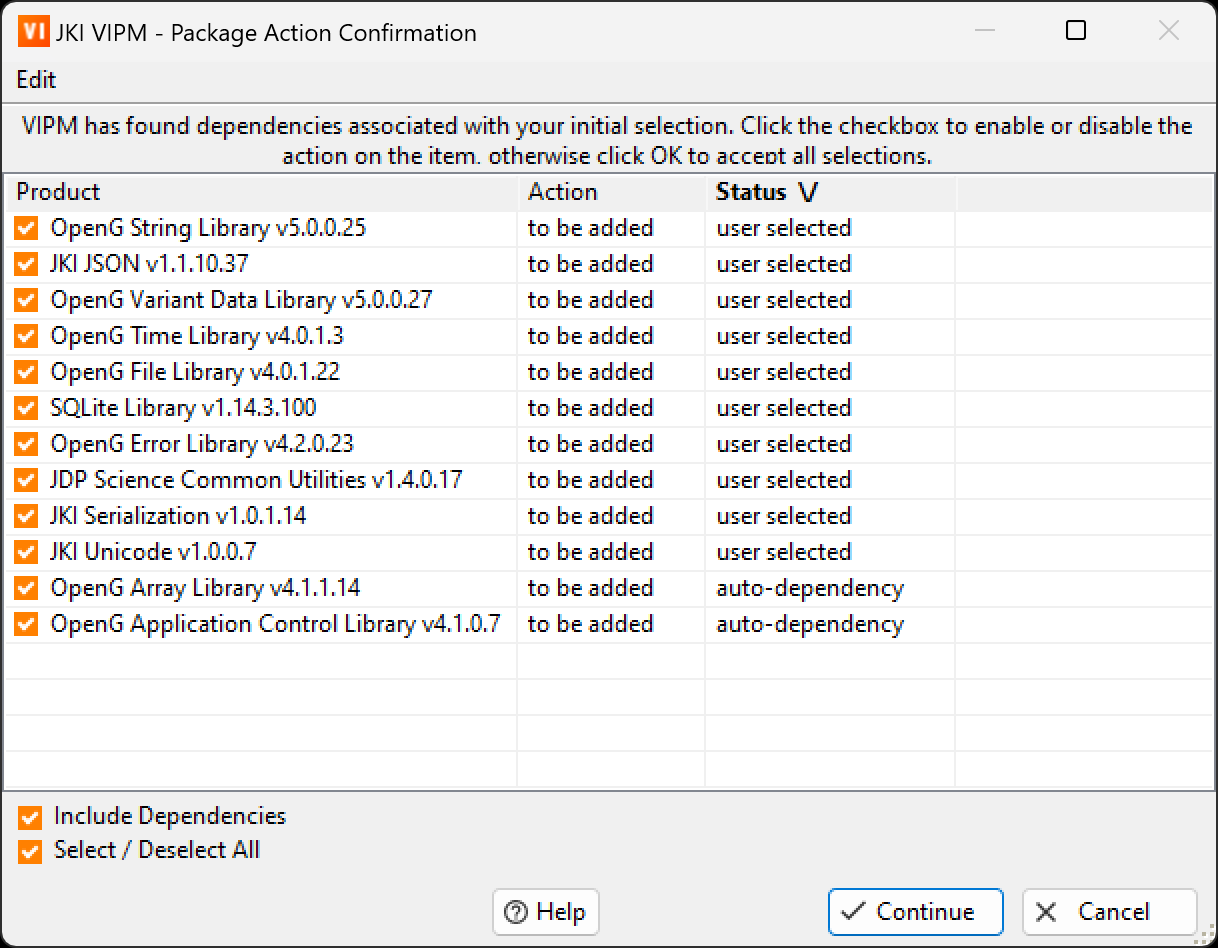 VI JKI VIPM - Package Action Confirmation
Edit
VIPM has found dependencies associated with your initial selection. Click the checkbox to enable or disable the
action on the item, otherwise click OK to accept all selections.
Product Action Status V
OpenG String Library v5.0.0.25 to be added user selected
JKI JSON v1.1.10.37 to be added user selected
OpenG Variant Data Library v5.0.0.27 to be added user selected
OpenG Time Library v4.0.1.3 to be added user selected
OpenG File Library v4.0.1.22 to be added user selected
SQLite Library v1.14.3.100 to be added user selected
OpenG Error Library v4.2.0.23 to be added user selected
JDP Science Common Utilities v1.4.0.17 to be added user selected
JKI Serialization v1.0.1.14 to be added user selected
JKI Unicode v1.0.0.7 to be added user selected
OpenG Array Library v4.1.1.14 to be added auto-dependency
OpenG Application Control Library v4.1.0.7 to be added auto-dependency
Include Dependencies
Select / Deselect All
Help Continue Cancel